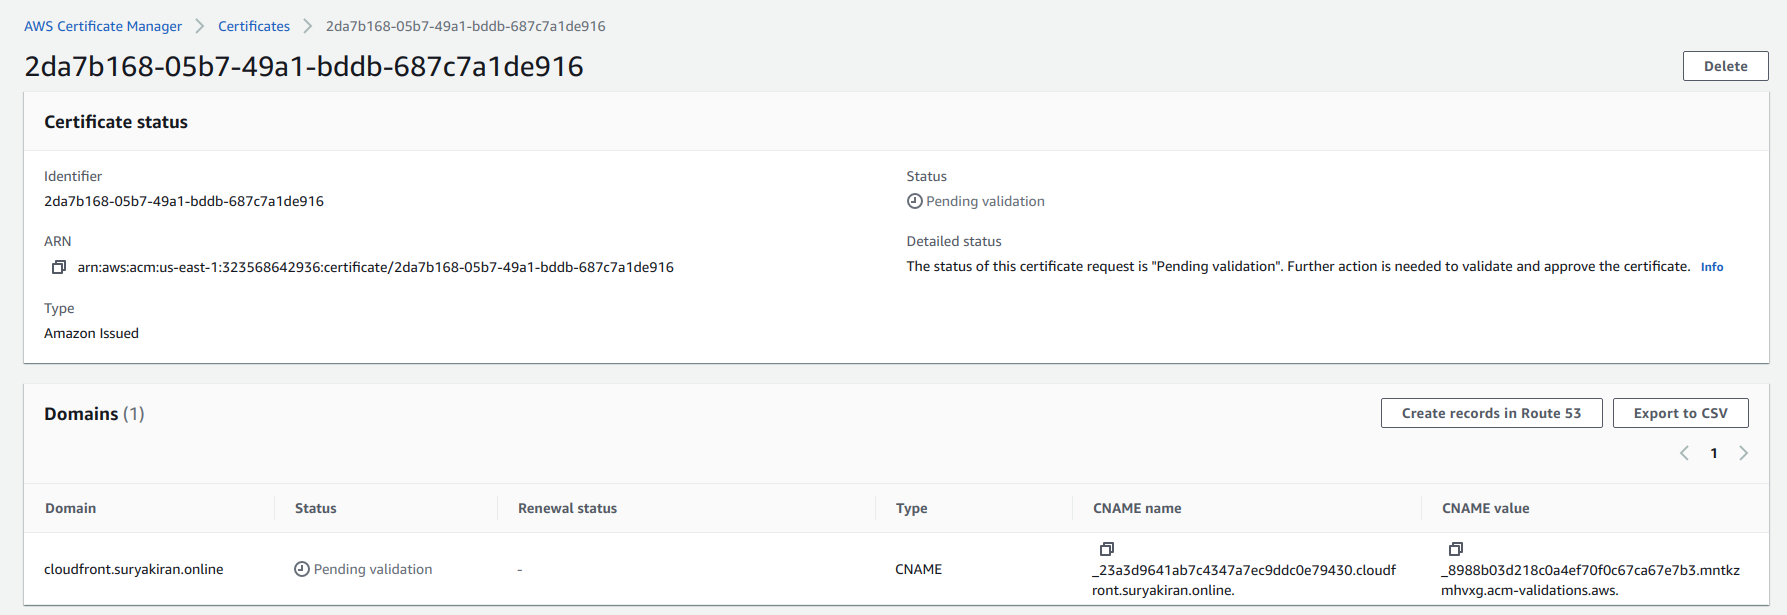 AWS Certificate Manager > Certificates > 2da7b168-05b7-49a1-bddb-687c7a1de916
2da7b168-05b7-49a1-bddb-687c7a1de916
Delete
Certificate status
Identifier
2da7b168-05b7-49a1-bddb-687c7a1de916
ARN
arn:aws:acm:us-east-1:323568642936:certificate/2da7b168-05b7-49a1-bddb-687c7a1de916
Type
Amazon Issued
Status
Pending validation
Detailed status
The status of this certificate request is "Pending validation". Further action is needed to validate and approve the certificate. Info
Domains (1)
Create records in Route 53
Export to CSV
1
Domain Status Renewal status Type CNAME name CNAME value
cloudfront.suryakiran.online Pending validation - CNAME
_23a3d9641ab7c4347a7ec9ddc0e79430.cloudf
ront.suryakiran.online.
_8988b03d218c0a4ef70f0c67ca67e7b3.mntkz
mhvxg.acm-validations.aws.